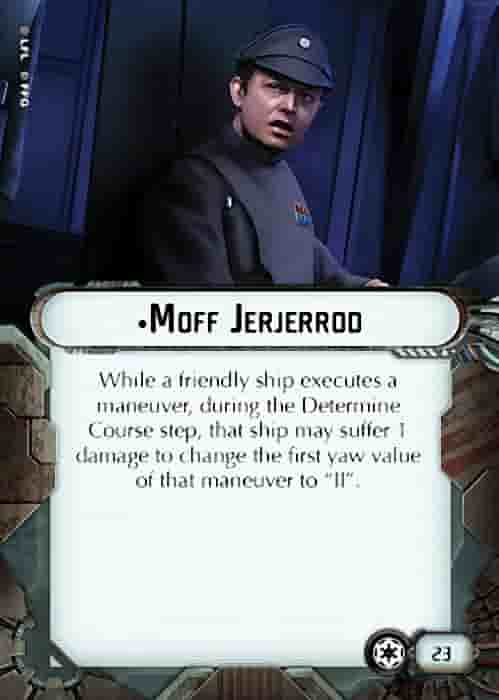 •Moff Jerjerrod
While a friendly ship executes a
maneuver, during the Determine
Course step, that ship may suffer 1
damage to change the first yaw value
of that maneuver to “II”.
23